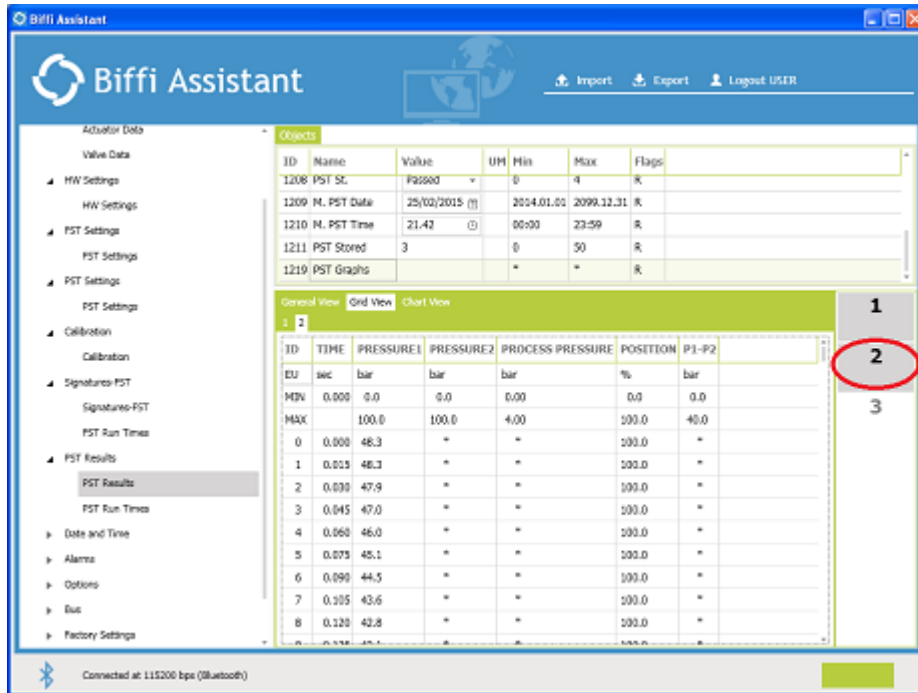 Biffi Assistant
Biffi Assistant
Import Export Logout USER
Actuator Data
Valve Data
HW Settings
HW Settings
FST Settings
FST Settings
PST Settings
PST Settings
Calibration
Calibration
Signatures-FST
Signatures-FST
FST Run Times
PST Results
PST Results
PST Run Times
Date and Time
Alarms
Options
Bus
Factory Settings
Objects
ID Name Value UM Min Max Flags
1208 PST St. Passed 0 4 R
1209 M. PST Date 25/02/2015 2014.01.01 2099.12.31 R
1210 M. PST Time 21.42 00:00 23:59 R
1211 PST Stored 3 0 50 R
1219 PST Graphs * * R
General View Grid View Chart View
1 2
ID TIME PRESSURE1 PRESSURE2 PROCESS PRESSURE POSITION P1-P2
EU sec bar bar bar % bar
MIN 0.000 0.0 0.0 0.00 0.0 0.0
MAX 100.0 100.0 4.00 100.0 40.0
0 0.000 48.3 * * 100.0 *
1 0.015 48.3 * * 100.0 *
2 0.030 47.9 * * 100.0 *
3 0.045 47.0 * * 100.0 *
4 0.060 46.0 * * 100.0 *
5 0.075 45.1 * * 100.0 *
6 0.090 44.5 * * 100.0 *
7 0.105 43.6 * * 100.0 *
8 0.120 42.8 * * 100.0 *
1
2
3
Connected at 115200 bps (Bluetooth)